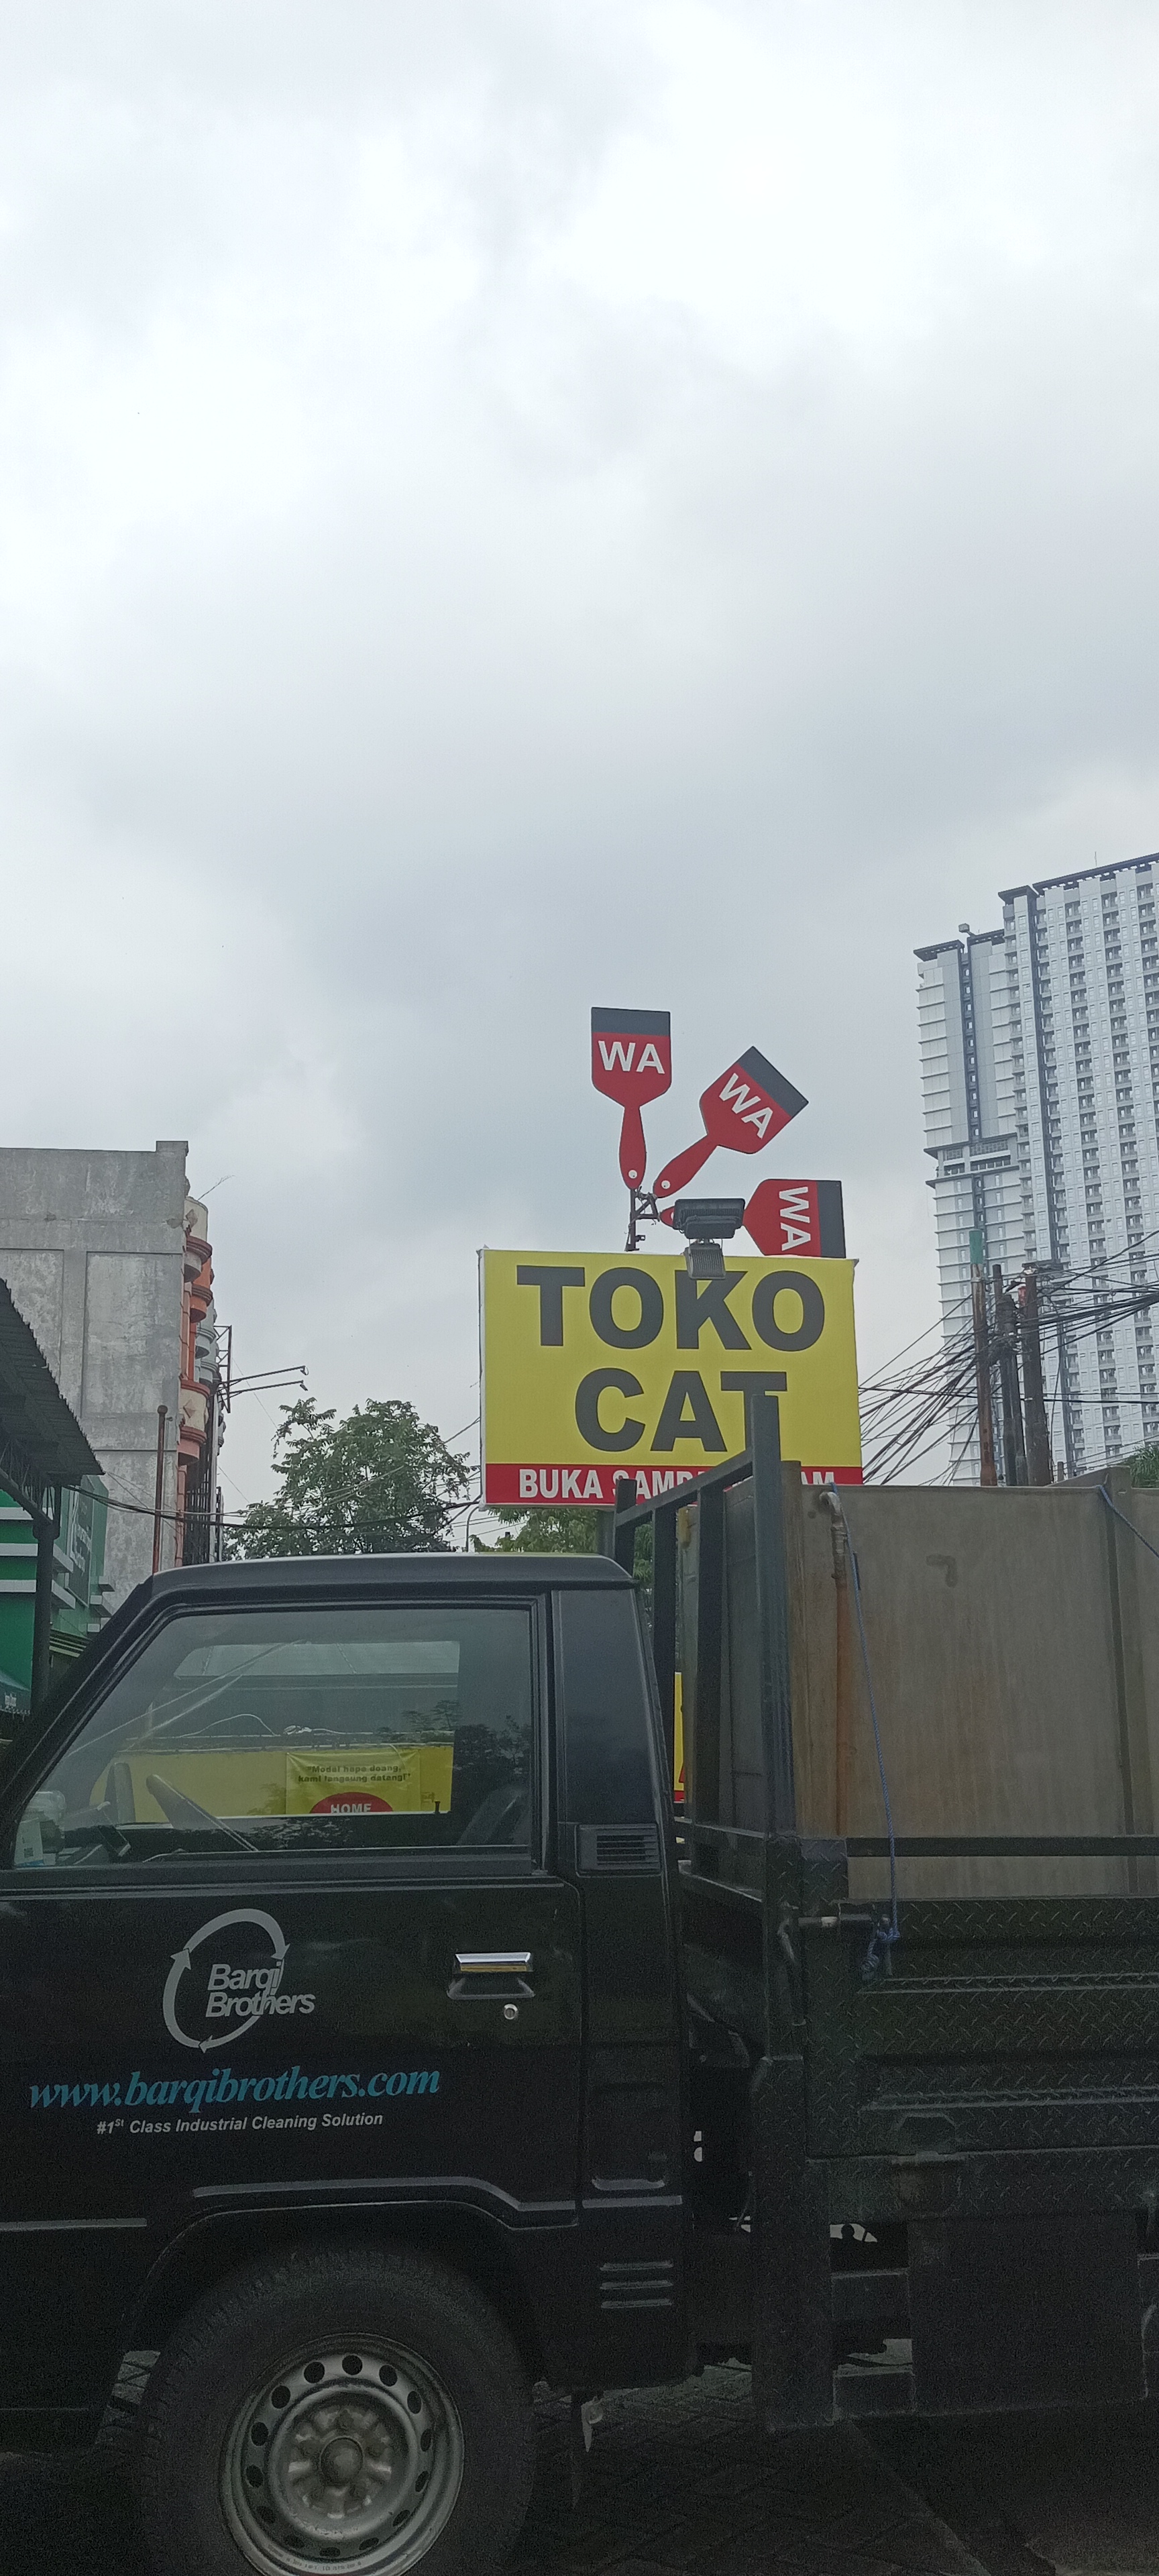 WA
WA
WA
TOKO
CAT
BUKA
"Modal hape doang,
kami langsung datang!"
HOME
Barqi
Brothers
www.barqibrothers.com
#1St Class Industrial Cleaning Solution